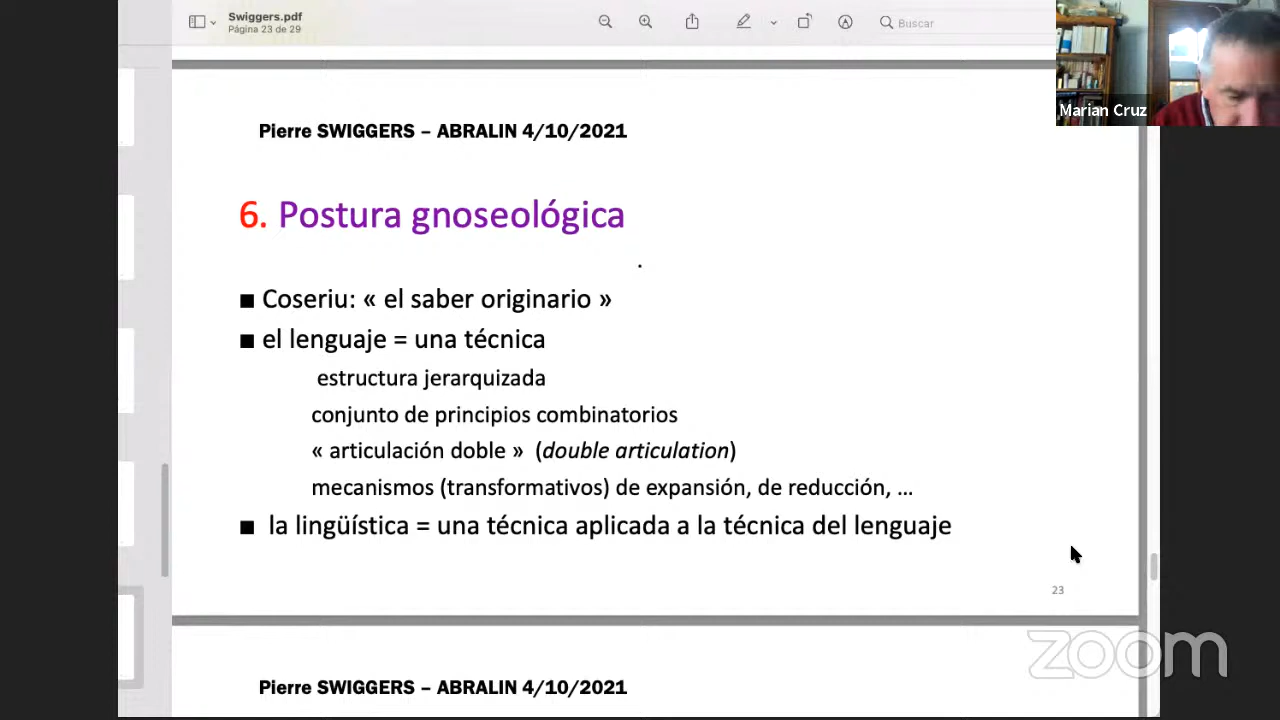 Swiggers.pdf
Página 23 de 29
Buscar
Marian Cruz
Pierre SWIGGERS – ABRALIN 4/10/2021
6. Postura gnoseológica
.
■ Coseriu: « el saber originario »
■ el lenguaje = una técnica
estructura jerarquizada
conjunto de principios combinatorios
« articulación doble » (double articulation)
mecanismos (transformativos) de expansión, de reducción, ...
■ la lingüística = una técnica aplicada a la técnica del lenguaje
23
zoom
Pierre SWIGGERS – ABRALIN 4/10/2021